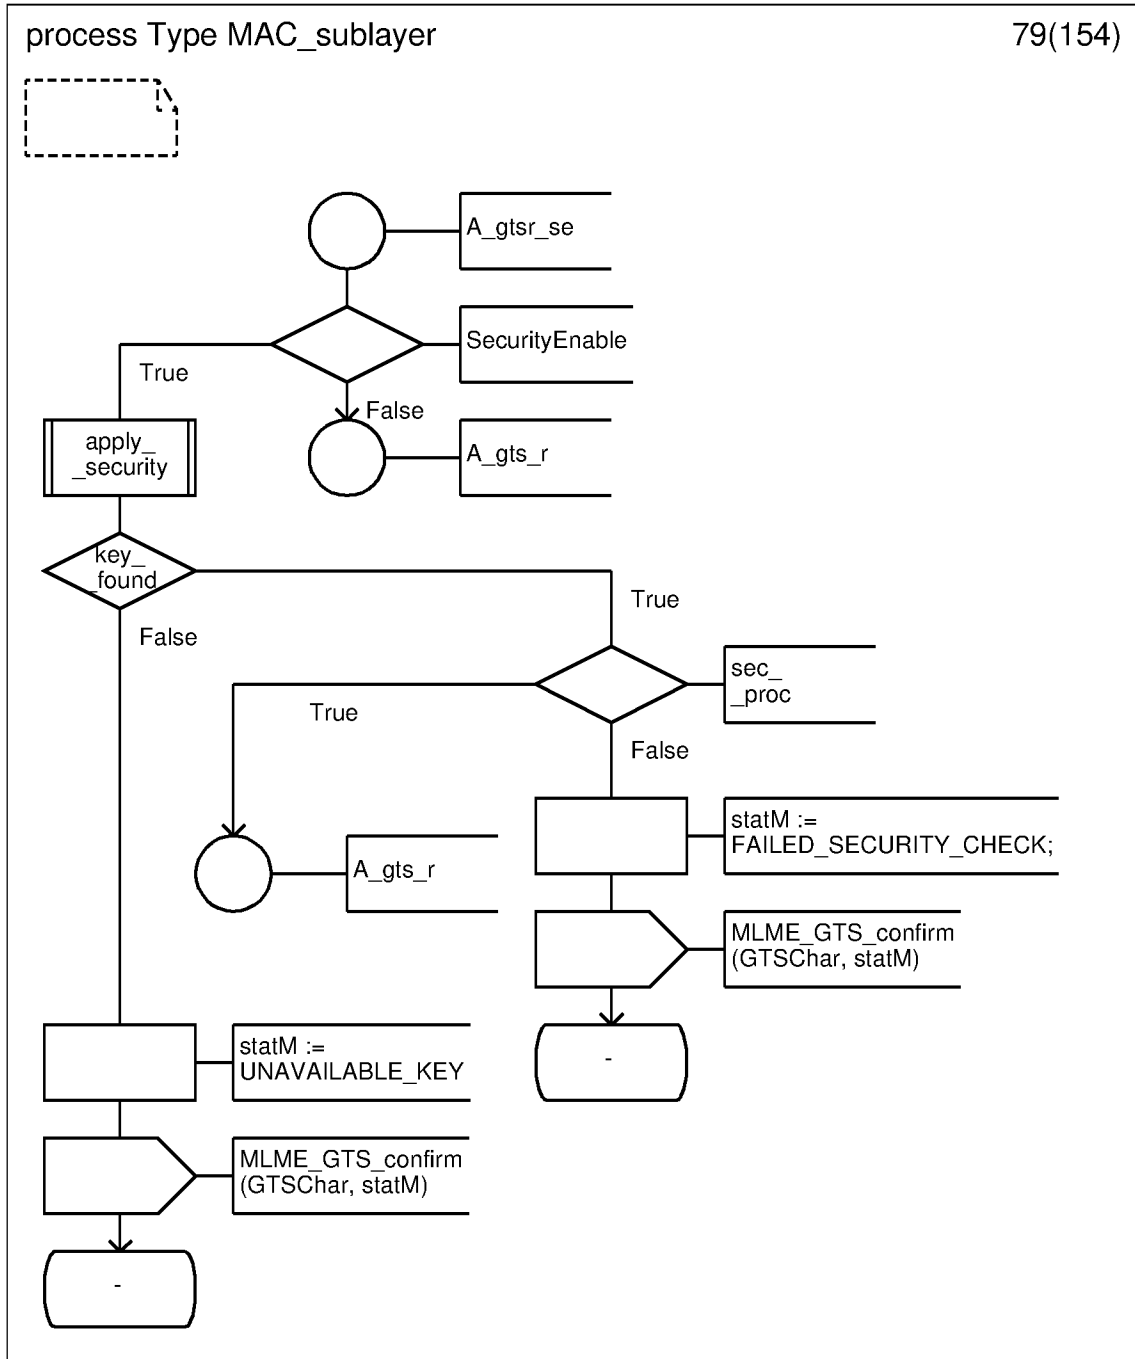 process Type MAC_sublayer
79(154)
A_gtsr_se
SecurityEnable
True
False
apply_
_security
A_gts_r
key_
_found
True
False
sec_
_proc
True
False
statM :=
FAILED_SECURITY_CHECK;
A_gts_r
MLME_GTS_confirm
(GTSChar, statM)
statM :=
UNAVAILABLE_KEY
-
MLME_GTS_confirm
(GTSChar, statM)
-